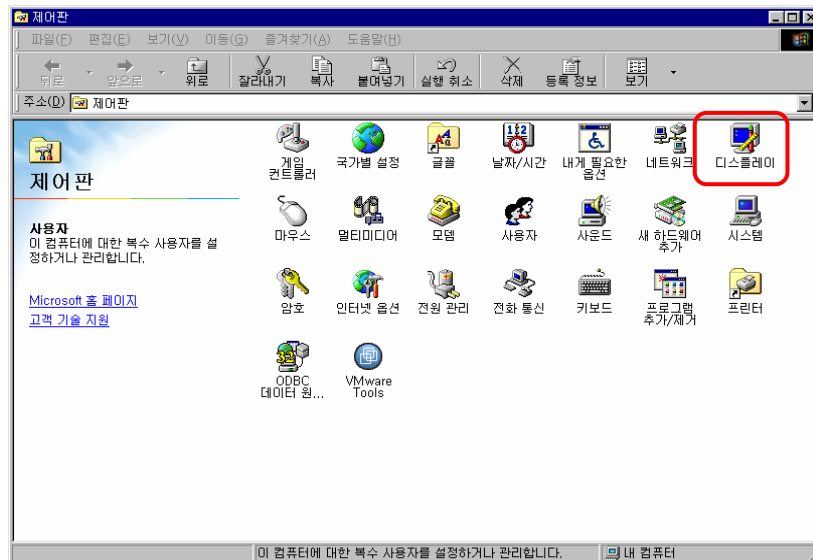 제어판
파일(F) 편집(E) 보기(V) 이동(G) 즐겨찾기(A) 도움말(H)
뒤로 앞으로 위로 잘라내기 복사 붙여넣기 실행 취소 삭제 등록 정보 보기
주소(D) 제어판
제어판
사용자
이 컴퓨터에 대한 복수 사용자를 설
정하거나 관리합니다.
Microsoft 홈 페이지
고객 기술 지원
게임
컨트롤러
국가별 설정
글꼴
날짜/시간
내게 필요한
옵션
네트워크
디스플레이
마우스
멀티미디어
모뎀
사용자
사운드
새 하드웨어
추가
시스템
암호
인터넷 옵션
전원 관리
전화 통신
키보드
프로그램
추가/제거
프린터
ODBC
데이터 원...
VMware
Tools
이 컴퓨터에 대한 복수 사용자를 설정하거나 관리합니다. 내 컴퓨터